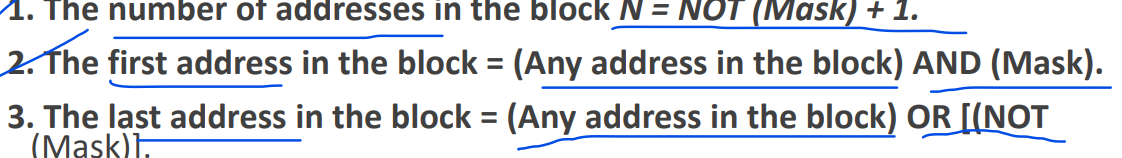 1. The number of addresses in the block N = NOT (Mask) + 1.
2. The first address in the block = (Any address in the block) AND (Mask).
3. The last address in the block = (Any address in the block) OR [(NOT
(Mask)].